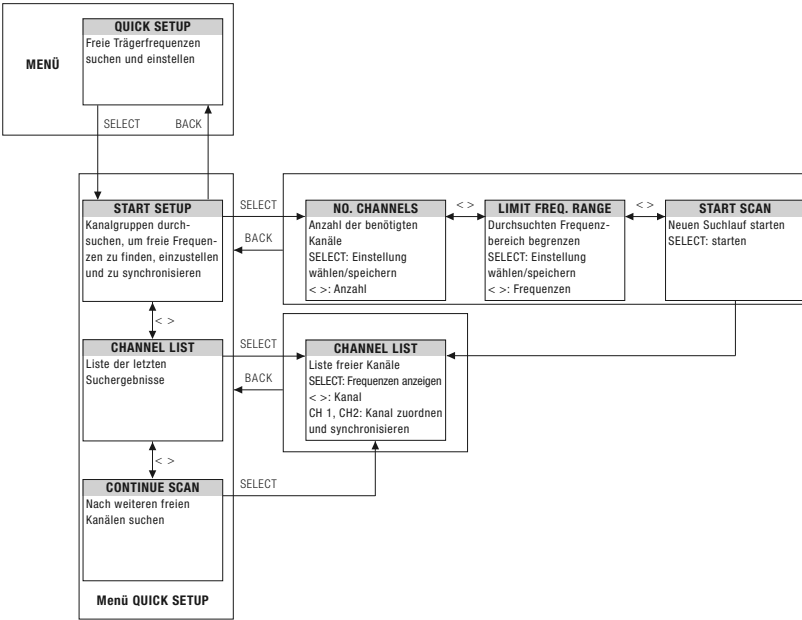 MENÜ
QUICK SETUP
Freie Trägerfrequenzen
suchen und einstellen
SELECT
BACK
START SETUP
Kanalgruppen durch-
suchen, um freie Frequen-
zen zu finden, einzustellen
und zu synchronisieren
SELECT
BACK
NO. CHANNELS
Anzahl der benötigten
Kanäle
SELECT: Einstellung
wählen/speichern
< >: Anzahl
< >
LIMIT FREQ. RANGE
Durchsuchten Frequenz-
bereich begrenzen
SELECT: Einstellung
wählen/speichern
< >: Frequenzen
< >
START SCAN
Neuen Suchlauf starten
SELECT: starten
< >
CHANNEL LIST
Liste der letzten
Suchergebnisse
SELECT
BACK
CHANNEL LIST
Liste freier Kanäle
SELECT: Frequenzen anzeigen
< >: Kanal
CH 1, CH2: Kanal zuordnen
und synchronisieren
< >
CONTINUE SCAN
Nach weiteren freien
Kanälen suchen
SELECT
Menü QUICK SETUP